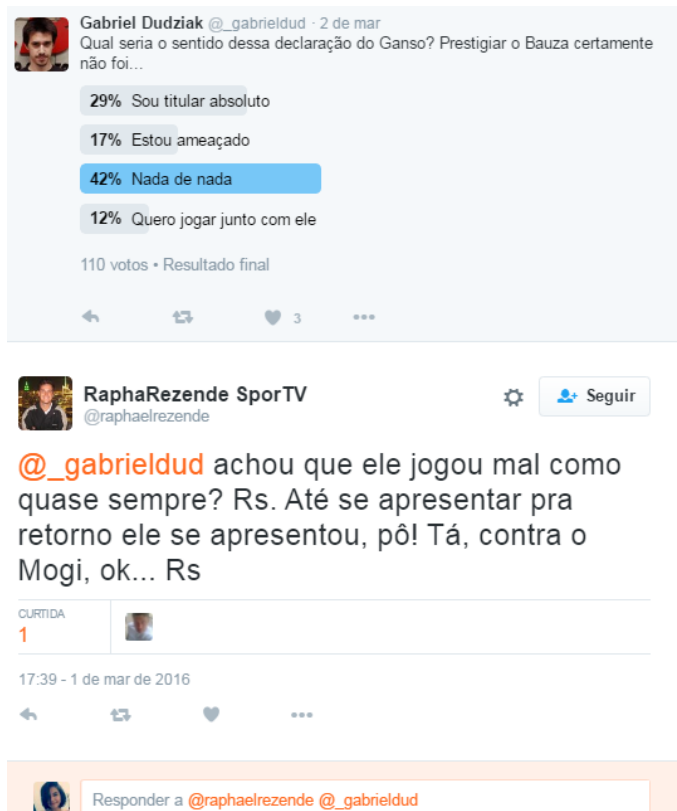 Gabriel Dudziak @_gabrieldud · 2 de mar
Qual seria o sentido dessa declaração do Ganso? Prestigiar o Bauza certamente
não foi...
29% Sou titular absoluto
17% Estou ameaçado
42% Nada de nada
12% Quero jogar junto com ele
110 votos • Resultado final
3
RaphaRezende SporTV
@raphaelrezende
Seguir
@_gabrieldud achou que ele jogou mal como
quase sempre? Rs. Até se apresentar pra
retorno ele se apresentou, pô! Tá, contra o
Mogi, ok... Rs
CURTIDA
1
17:39 - 1 de mar de 2016
Responder a @raphaelrezende @_gabrieldud